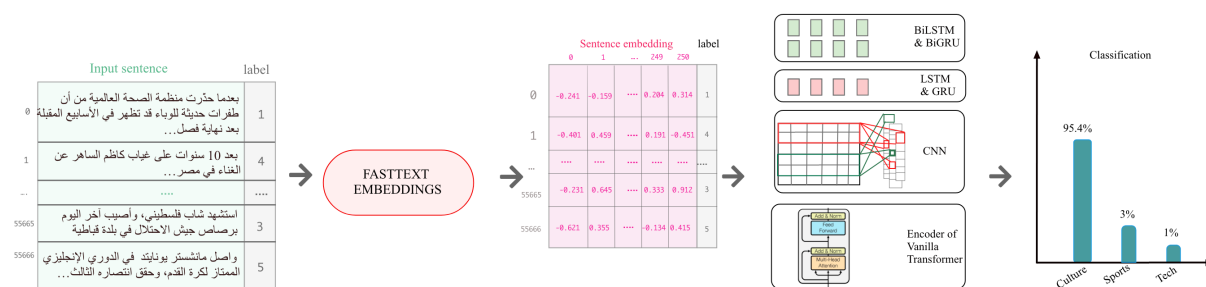 Input sentence label
0
بعدما حذّرت منظمة الصحة العالمية من أن
طفرات حديثة للوباء قد تظهر في الأسابيع المقبلة
بعد نهاية فصل...
1
1
بعد 10 سنوات على غياب كاظم الساهر عن
الغناء في مصر...
4
...
....
....
55665
استشهد شاب فلسطيني، وأصيب آخر اليوم
برصاص جيش الاحتلال في بلدة قباطية
3
55666
واصل مانشستر يونايتد في الدوري الإنجليزي
الممتاز لكرة القدم، وحقق انتصاره الثالث...
5
FASTTEXT
EMBEDDINGS
Sentence embedding label
0 1 ... 249 250
0 -0.241 -0.159 .... 0.204 0.314 1
1 -0.401 0.459 .... 0.191 -0.451 4
... .... .... .... .... .... ....
55665 -0.231 0.645 .... 0.333 0.912 3
55666 -0.621 0.355 .... -0.134 0.415 5
BiLSTM
& BiGRU
LSTM
& GRU
CNN
Add & Norm
Feed
Forward
Add & Norm
Multi-Head
Attention
Encoder of
Vanilla
Transformer
Classification
95.4%
3%
1%
Culture Sports Tech